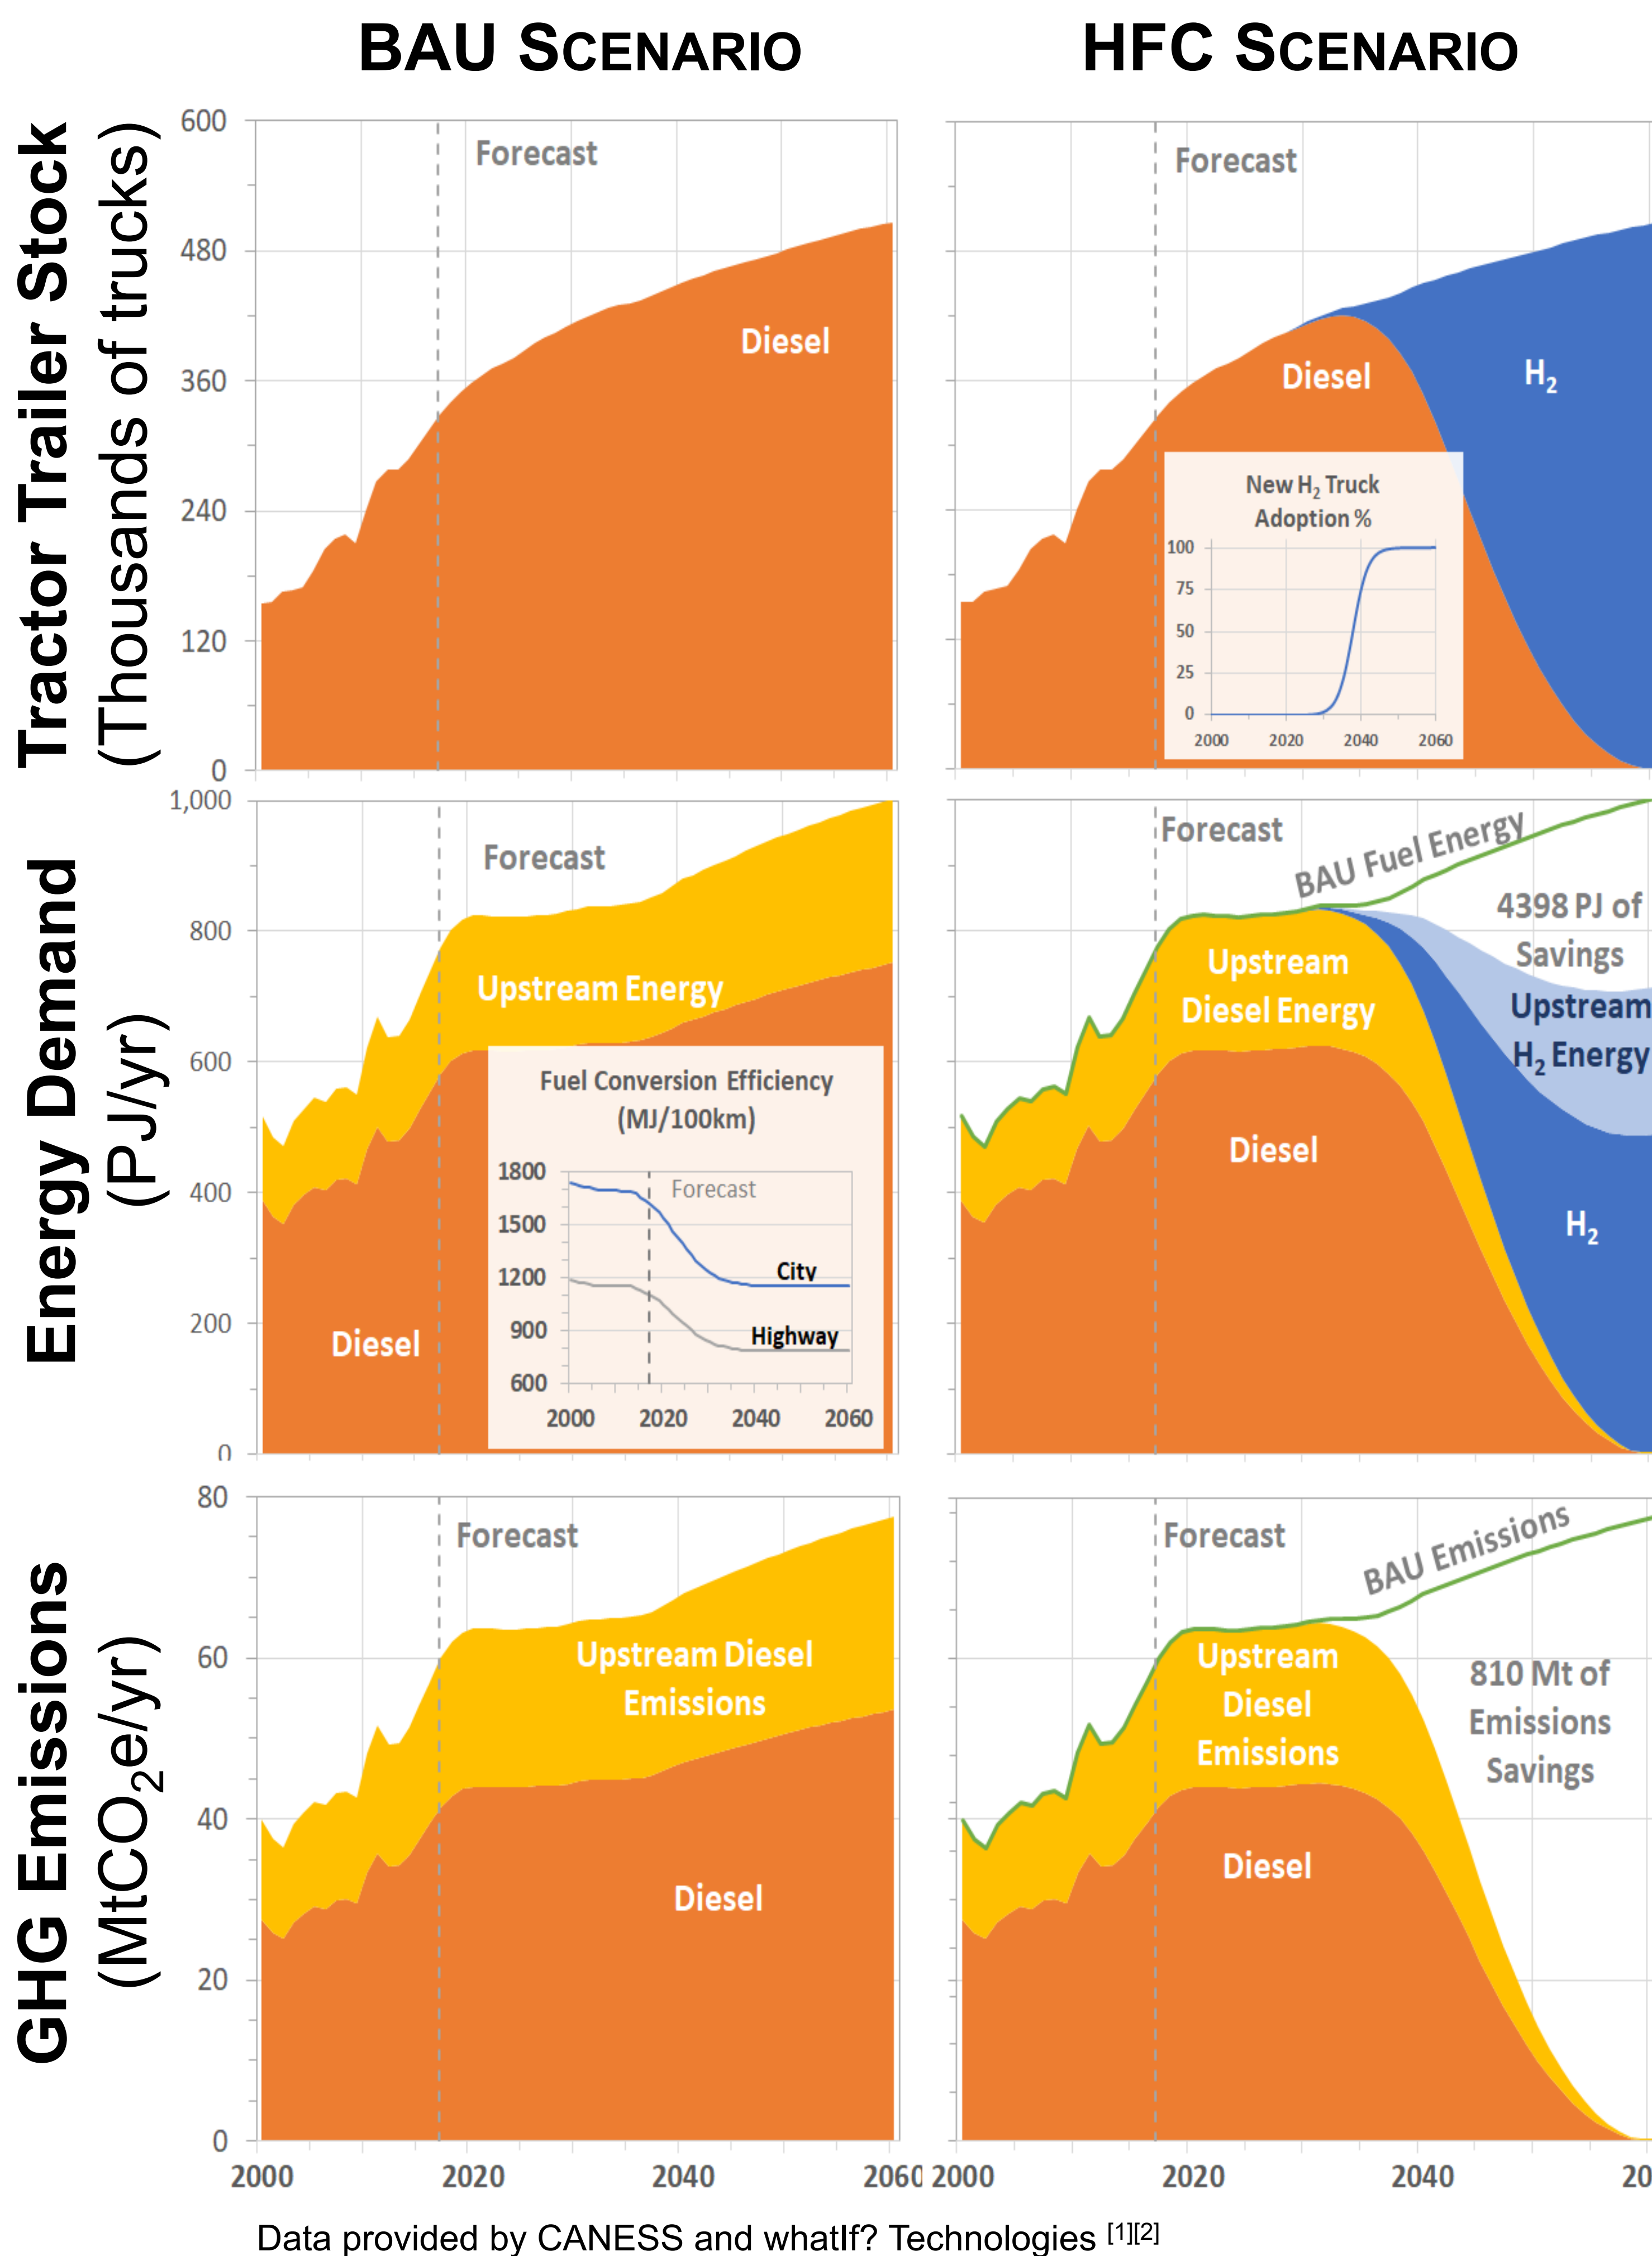 BAU SCENARIO
HFC SCENARIO
Tractor Trailer Stock
(Thousands of trucks)
600
480
360
240
120
0
Forecast
Diesel
Forecast
Diesel
H2
New H2 Truck
Adoption %
100
75
50
25
0
2000 2020 2040 2060
Energy Demand
(PJ/yr)
1,000
800
600
400
200
0
Forecast
Upstream Energy
Diesel
Fuel Conversion Efficiency
(MJ/100km)
1800
1500
1200
900
600
Forecast
City
Highway
2000 2020 2040 2060
Forecast
BAU Fuel Energy
4398 PJ of
Savings
Upstream
Diesel Energy
Upstream
H2 Energy
Diesel
H2
GHG Emissions
(MtCO2e/yr)
80
60
40
20
0
Forecast
Upstream Diesel
Emissions
Diesel
2000 2020 2040 2060
Forecast
BAU Emissions
Upstream
Diesel
Emissions
810 Mt of
Emissions
Savings
Diesel
2000 2020 2040 20
Data provided by CANESS and whatIf? Technologies [1][2]